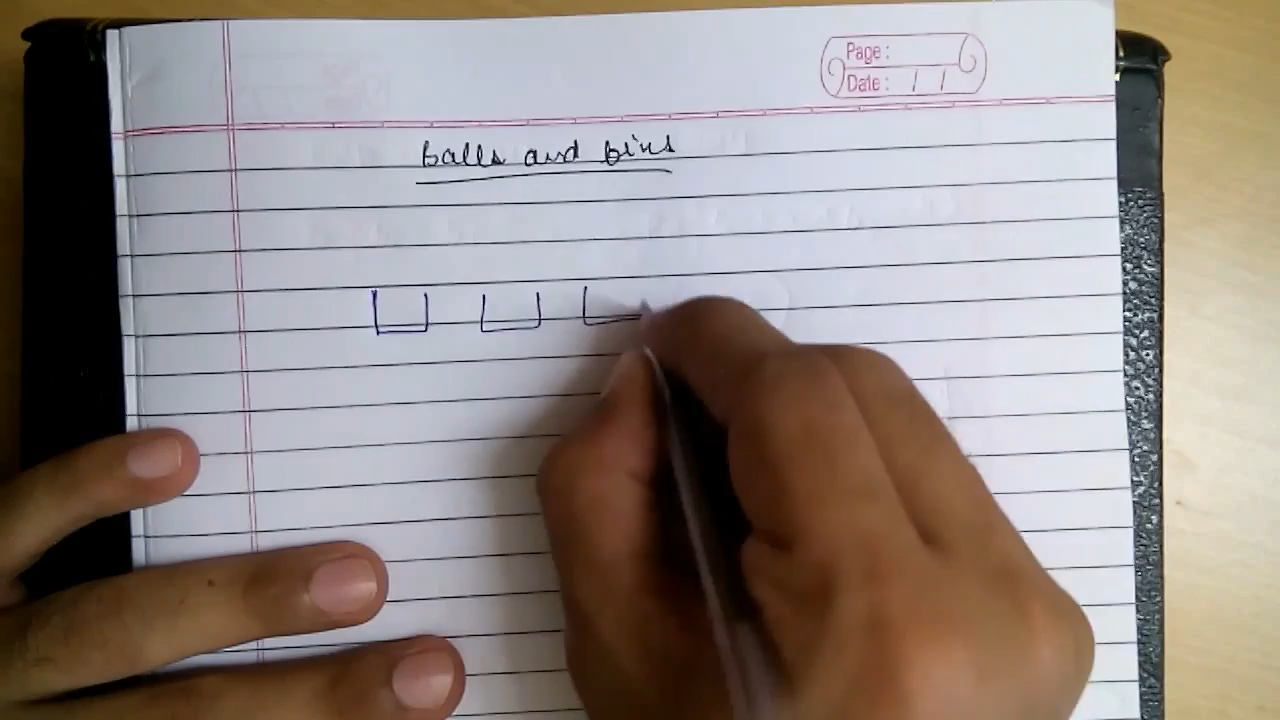 Page :
Date : / /
Balls and bins